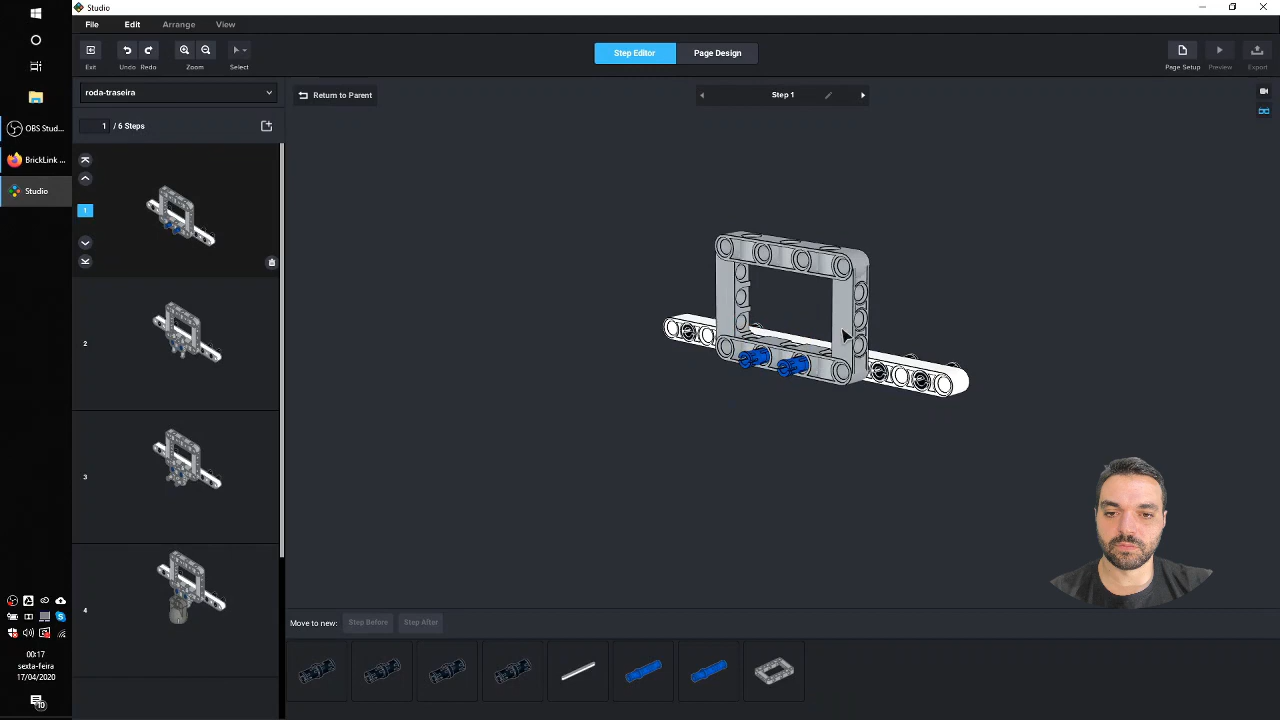 Studio
File Edit Arrange View
Exit Undo Redo Zoom Select
Step Editor Page Design
Page Setup Preview Export
roda-traseira
Return to Parent
Step 1
1 / 6 Steps
OBS Stud...
BrickLink ...
Studio
1
2
3
4
Move to new: Step Before Step After
00:17
sexta-feira
17/04/2020
10